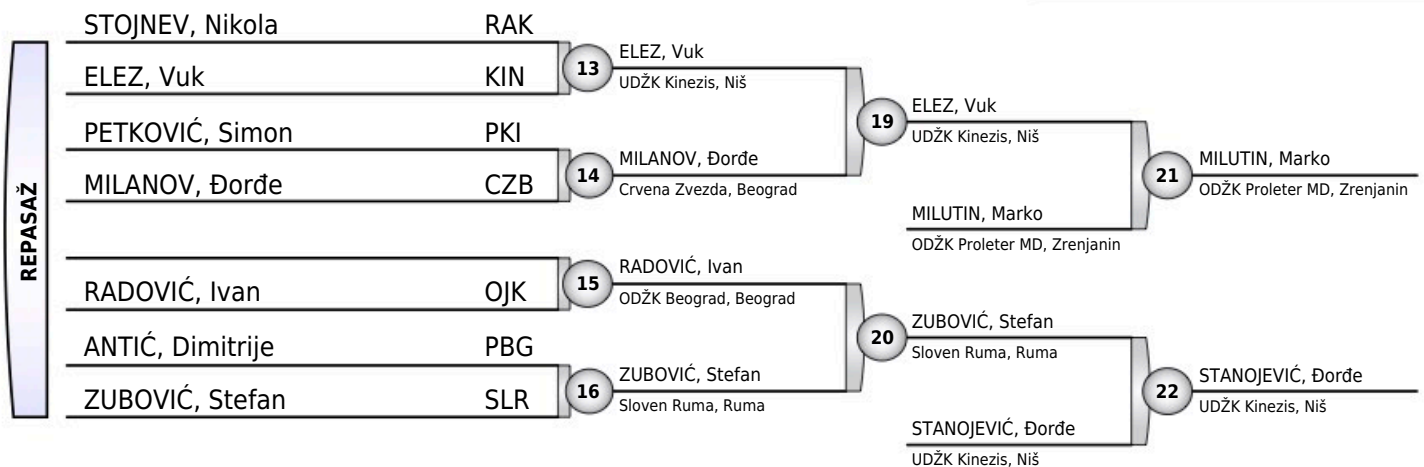 REPASAŽ
STOJNEV, Nikola RAK
ELEZ, Vuk KIN
PETKOVIĆ, Simon PKI
MILANOV, Đorđe CZB
RADOVIĆ, Ivan OJK
ANTIĆ, Dimitrije PBG
ZUBOVIĆ, Stefan SLR
13
ELEZ, Vuk
UDŽK Kinezis, Niš
14
MILANOV, Đorđe
Crvena Zvezda, Beograd
15
RADOVIĆ, Ivan
ODŽK Beograd, Beograd
16
ZUBOVIĆ, Stefan
Sloven Ruma, Ruma
19
ELEZ, Vuk
UDŽK Kinezis, Niš
MILUTIN, Marko
ODŽK Proleter MD, Zrenjanin
20
ZUBOVIĆ, Stefan
Sloven Ruma, Ruma
STANOJEVIĆ, Đorđe
UDŽK Kinezis, Niš
21
MILUTIN, Marko
ODŽK Proleter MD, Zrenjanin
22
STANOJEVIĆ, Đorđe
UDŽK Kinezis, Niš